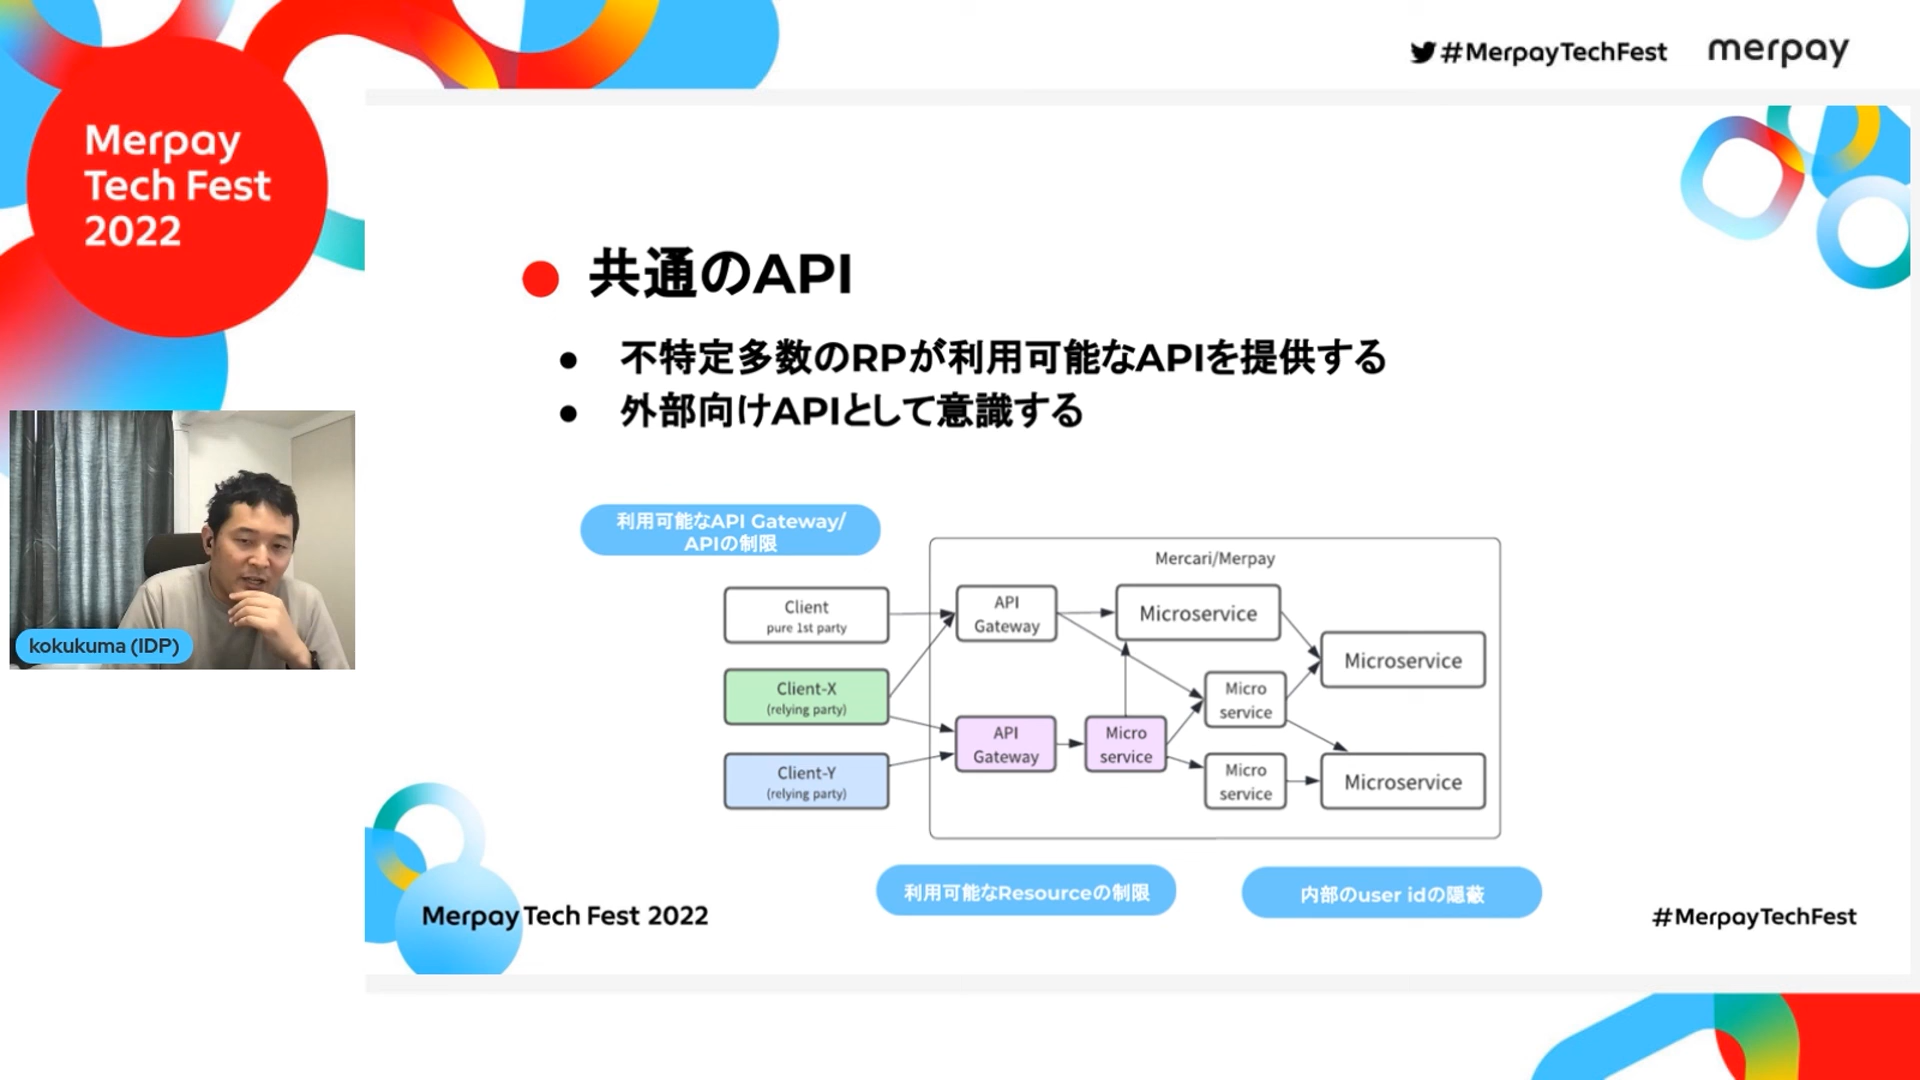 #MerpayTechFest
merpay
Merpay
Tech Fest
2022
共通のAPI
不特定多数のRPが利用可能なAPIを提供する
外部向けAPIとして意識する
利用可能なAPI Gateway/
APIの制限
Mercari/Merpay
Client
pure 1st party
API
Gateway
Microservice
Microservice
Client-X
(relying party)
Micro
service
API
Gateway
Micro
service
Client-Y
(relying party)
Micro
service
Microservice
kokukuma (IDP)
利用可能なResourceの制限
内部のuser idの隠蔽
Merpay Tech Fest 2022
#MerpayTechFest